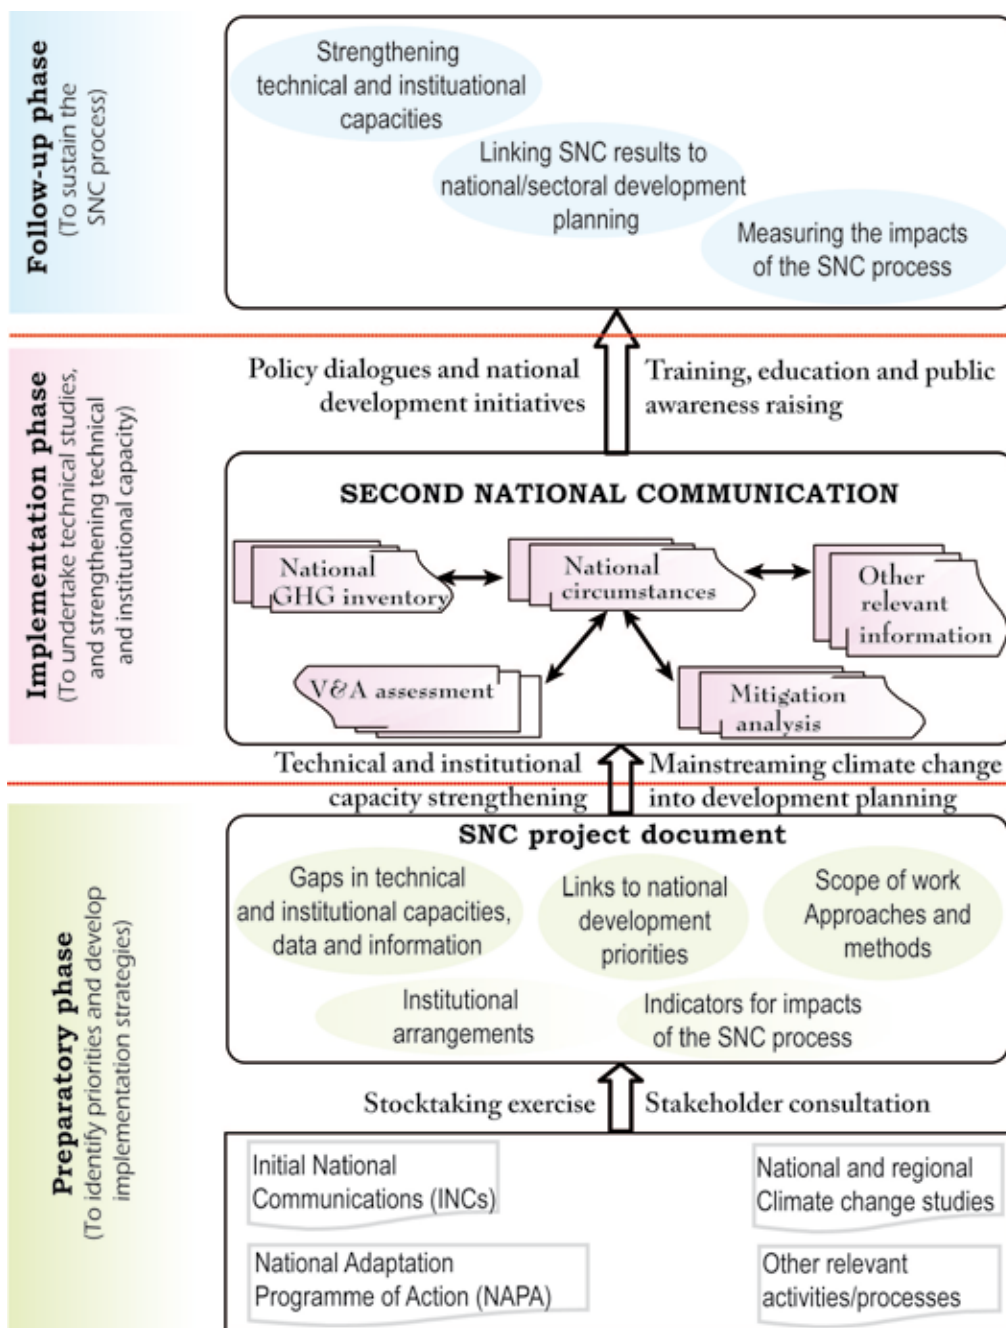 Follow-up phase
(To sustain the
SNC process)
Strengthening
technical and instituational
capacities
Linking SNC results to
national/sectoral development
planning
Measuring the impacts
of the SNC process
Policy dialogues and national
development initiatives
Training, education and public
awareness raising
Implementation phase
(To undertake technical studies,
and strengthening technical
and institutional capacity)
SECOND NATIONAL COMMUNICATION
National
GHG inventory
National
circumstances
Other
relevant
information
V&A assessment
Mitigation
analysis
Technical and institutional
capacity strengthening
Mainstreaming climate change
into development planning
Preparatory phase
(To identify priorities and develop
implementation strategies)
SNC project document
Gaps in technical
and institutional capacities,
data and information
Links to national
development
priorities
Scope of work
Approaches and
methods
Institutional
arrangements
Indicators for impacts
of the SNC process
Stocktaking exercise
Stakeholder consultation
Initial National
Communications (INCs)
National and regional
Climate change studies
National Adaptation
Programme of Action (NAPA)
Other relevant
activities/processes